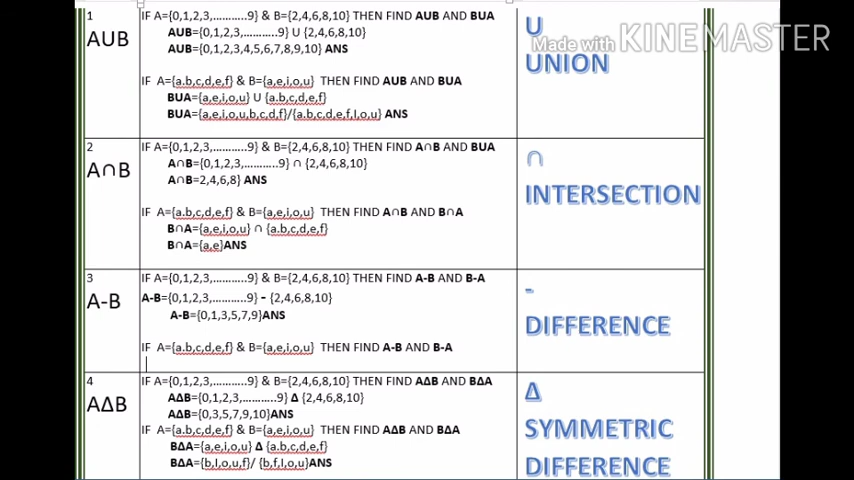 1
AUB
IF A={0,1,2,3,...........9} & B={2,4,6,8,10} THEN FIND AUB AND BUA
AUB={0,1,2,3,...........9} U {2,4,6,8,10}
AUB={0,1,2,3,4,5,6,7,8,9,10} ANS
IF A={a.b,c,d,e,f} & B={a,e,i,o,u} THEN FIND AUB AND BUA
BUA={a,e,i,o,u} U {a.b,c,d,e,f}
BUA={a,e,i,o,u,b,c,d,f}/{a.b,c,d,e,f,I,o,u} ANS
U
UNION
Made with KINEMASTER
2
A∩B
IF A={0,1,2,3,...........9} & B={2,4,6,8,10} THEN FIND A∩B AND BUA
A∩B={0,1,2,3,...........9} ∩ {2,4,6,8,10}
A∩B=2,4,6,8} ANS
IF A={a.b,c,d,e,f} & B={a,e,i,o,u} THEN FIND A∩B AND B∩A
B∩A={a,e,i,o,u} ∩ {a.b,c,d,e,f}
B∩A={a,e}ANS
∩
INTERSECTION
3
A-B
IF A={0,1,2,3,...........9} & B={2,4,6,8,10} THEN FIND A-B AND B-A
A-B={0,1,2,3,...........9} - {2,4,6,8,10}
A-B={0,1,3,5,7,9}ANS
IF A={a.b,c,d,e,f} & B={a,e,i,o,u} THEN FIND A-B AND B-A
-
DIFFERENCE
4
AΔB
IF A={0,1,2,3,...........9} & B={2,4,6,8,10} THEN FIND AΔB AND BΔA
AΔB={0,1,2,3,...........9} Δ {2,4,6,8,10}
AΔB={0,3,5,7,9,10}ANS
IF A={a.b,c,d,e,f} & B={a,e,i,o,u} THEN FIND AΔB AND BΔA
BΔA={a,e,i,o,u} Δ {a.b,c,d,e,f}
BΔA={b,I,o,u,f}/ {b,f,I,o,u}ANS
Δ
SYMMETRIC
DIFFERENCE